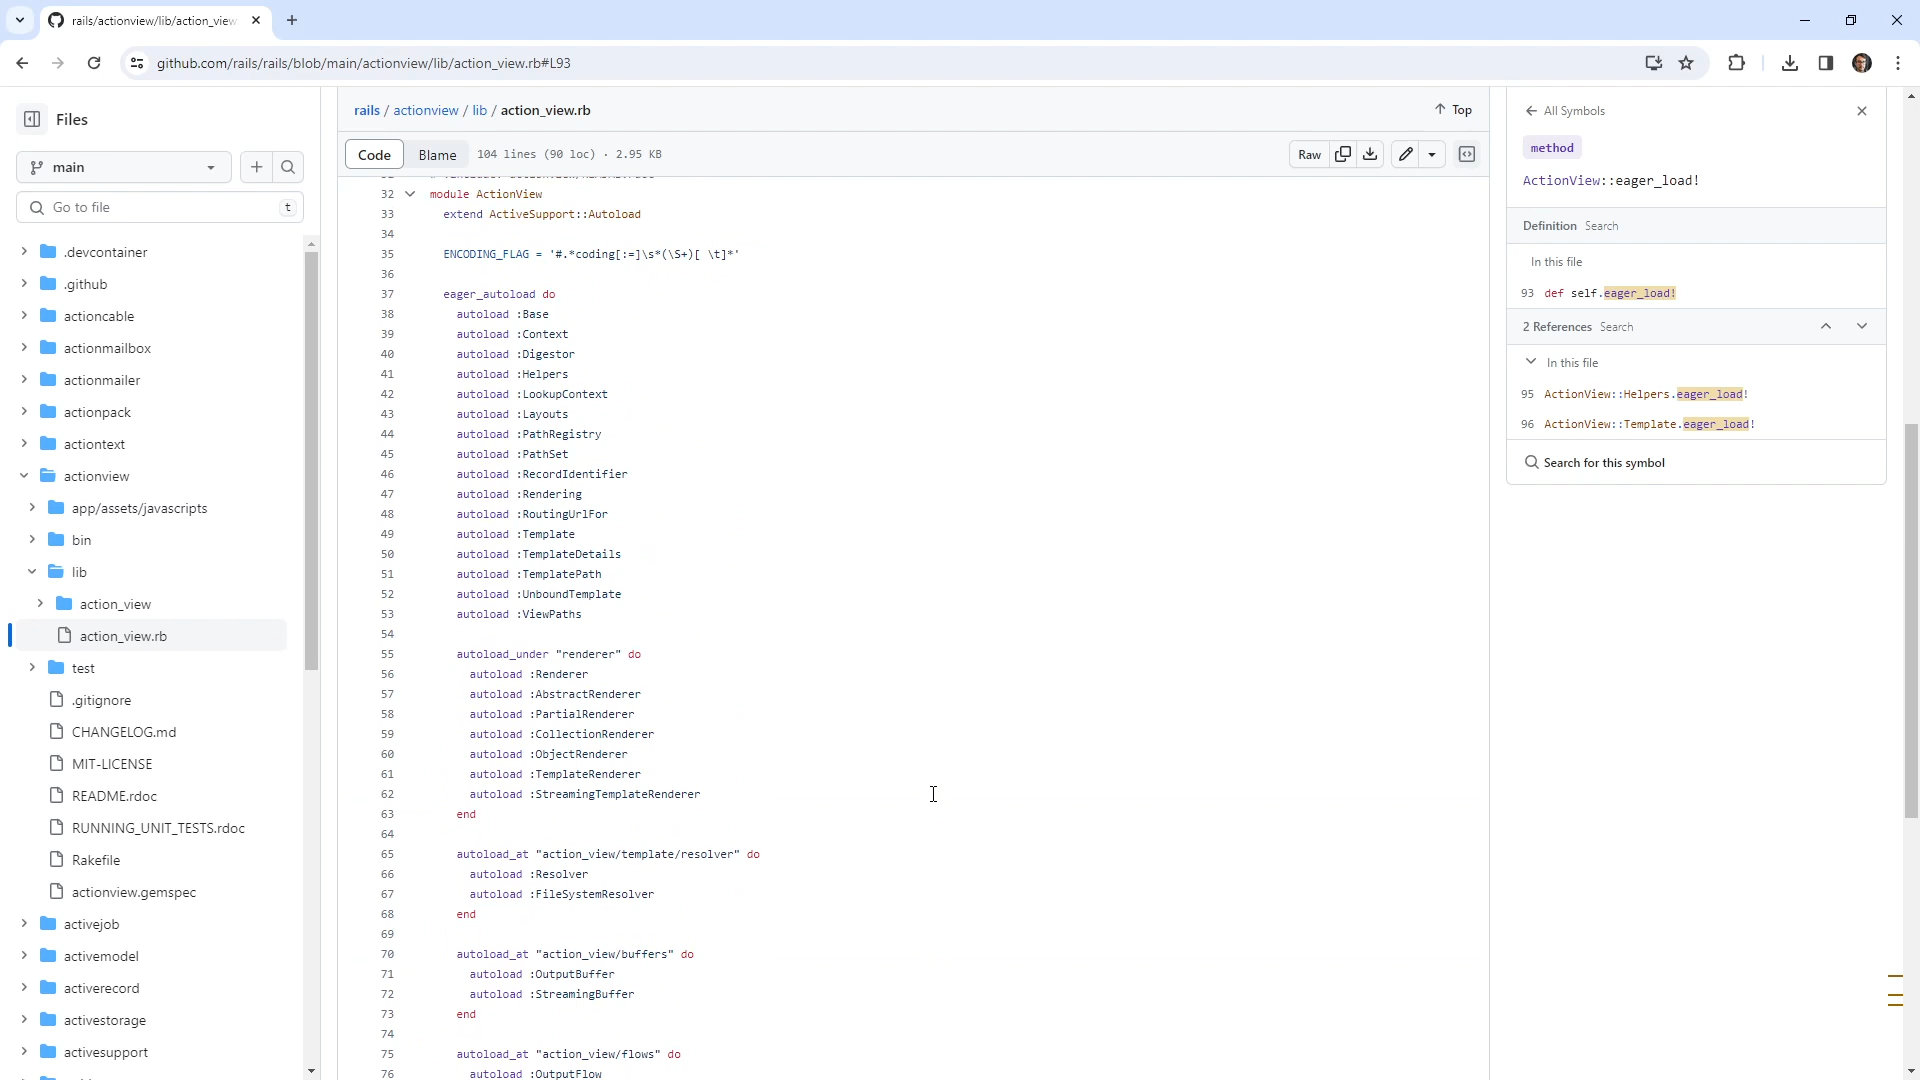 rails/actionview/lib/action_view
github.com/rails/rails/blob/main/actionview/lib/action_view.rb#L93
Files
main
Go to file
t
.devcontainer
.github
actioncable
actionmailbox
actionmailer
actionpack
actiontext
actionview
app/assets/javascripts
bin
lib
action_view
action_view.rb
test
.gitignore
CHANGELOG.md
MIT-LICENSE
README.rdoc
RUNNING_UNIT_TESTS.rdoc
Rakefile
actionview.gemspec
activejob
activemodel
activerecord
activestorage
activesupport
rails / actionview / lib / action_view.rb
Top
Code Blame 104 lines (90 loc) · 2.95 KB
Raw
32 module ActionView
33 extend ActiveSupport::Autoload
34
35 ENCODING_FLAG = '#.*coding[:=]\s*(\S+)[ \t]*'
36
37 eager_autoload do
38 autoload :Base
39 autoload :Context
40 autoload :Digestor
41 autoload :Helpers
42 autoload :LookupContext
43 autoload :Layouts
44 autoload :PathRegistry
45 autoload :PathSet
46 autoload :RecordIdentifier
47 autoload :Rendering
48 autoload :RoutingUrlFor
49 autoload :Template
50 autoload :TemplateDetails
51 autoload :TemplatePath
52 autoload :UnboundTemplate
53 autoload :ViewPaths
54
55 autoload_under "renderer" do
56 autoload :Renderer
57 autoload :AbstractRenderer
58 autoload :PartialRenderer
59 autoload :CollectionRenderer
60 autoload :ObjectRenderer
61 autoload :TemplateRenderer
62 autoload :StreamingTemplateRenderer
63 end
64
65 autoload_at "action_view/template/resolver" do
66 autoload :Resolver
67 autoload :FileSystemResolver
68 end
69
70 autoload_at "action_view/buffers" do
71 autoload :OutputBuffer
72 autoload :StreamingBuffer
73 end
74
75 autoload_at "action_view/flows" do
76 autoload :OutputFlow
All Symbols
method
ActionView::eager_load!
Definition Search
In this file
93 def self.eager_load!
2 References Search
In this file
95 ActionView::Helpers.eager_load!
96 ActionView::Template.eager_load!
Search for this symbol